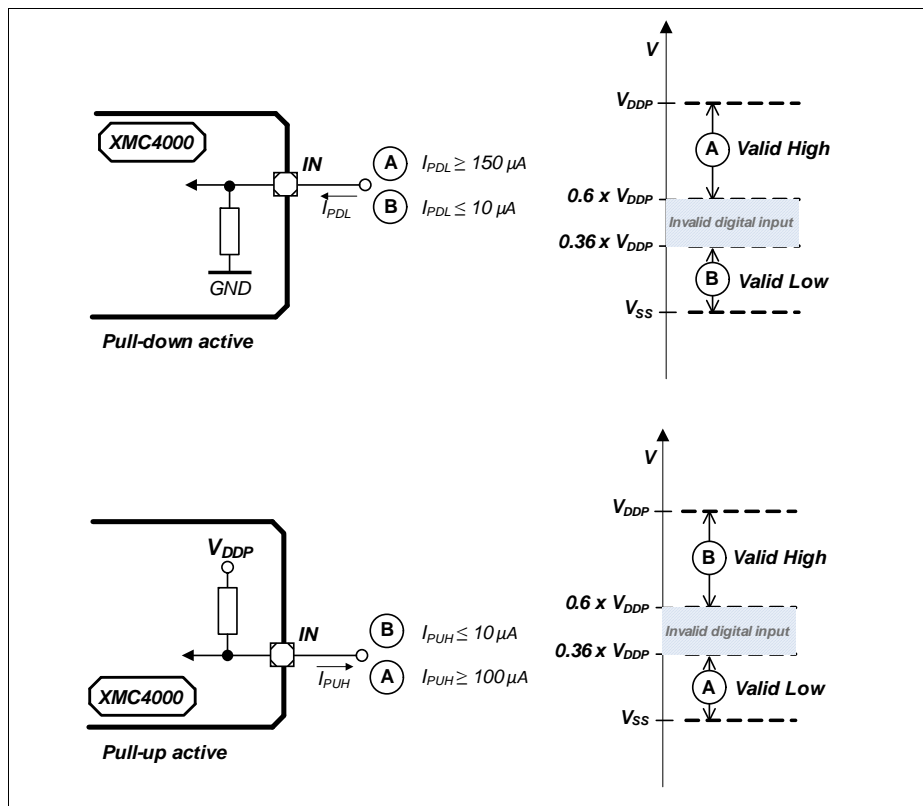 XMC4000
IN
A I_PDL ≥ 150 μA
I_PDL
B I_PDL ≤ 10 μA
GND
Pull-down active
V
V_DDP
A Valid High
0.6 x V_DDP
Invalid digital input
0.36 x V_DDP
B Valid Low
V_SS
V_DDP
IN
B I_PUH ≤ 10 μA
I_PUH
A I_PUH ≥ 100 μA
XMC4000
Pull-up active
V
V_DDP
B Valid High
0.6 x V_DDP
Invalid digital input
0.36 x V_DDP
A Valid Low
V_SS